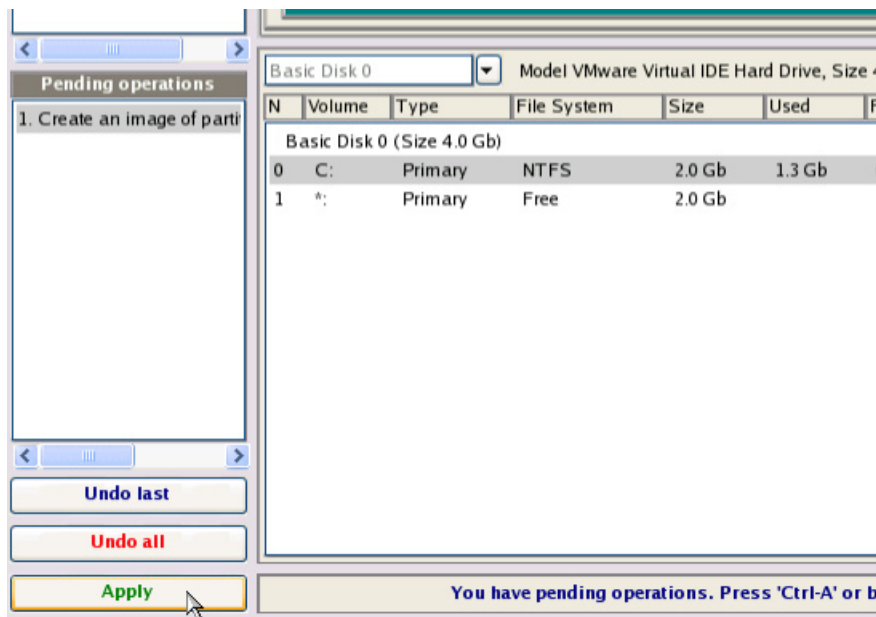 Pending operations
1. Create an image of parti
Undo last
Undo all
Apply
Basic Disk 0 Model VMware Virtual IDE Hard Drive, Size
N Volume Type File System Size Used
Basic Disk 0 (Size 4.0 Gb)
0 C: Primary NTFS 2.0 Gb 1.3 Gb
1 *: Primary Free 2.0 Gb
You have pending operations. Press 'Ctrl-A' or b